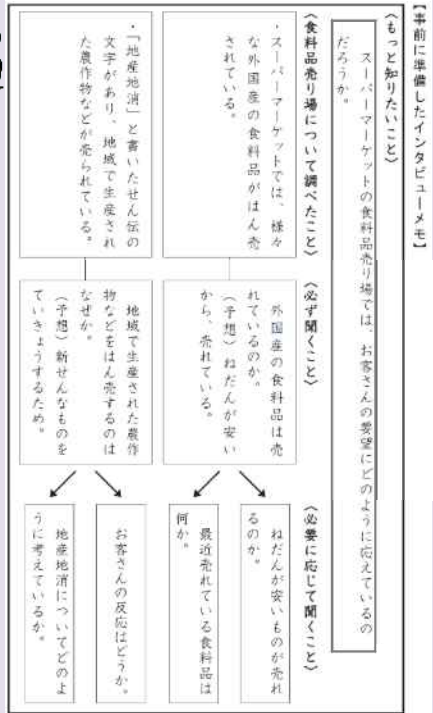 【事前に準備したインタビューメモ】
〈もっと知りたいこと〉
スーパーマーケットの食料品売り場では、お客さんの要望にどのように応えているの
だろうか。
〈食料品売り場について調べたこと〉
・スーパーマーケットでは、様々
な外国産の食料品がはん売
されている。
・「地産地消」と書いたせん伝の
文字があり、地域で生産され
た農作物などが売られている。
〈必ず聞くこと〉
外国産の食料品は売
れているのか。
(予想)ねだんが安い
から、売れている。
地域で生産された農作
物などをはん売するのは
なぜか。
(予想)新せんなものを
ていきょうするため。
〈必要に応じて聞くこと〉
ねだんが安いものが売れ
るのか。
最近売れている食料品は
何か。
お客さんの反応はどうか。
地産地消についてどのよ
うに考えているか。